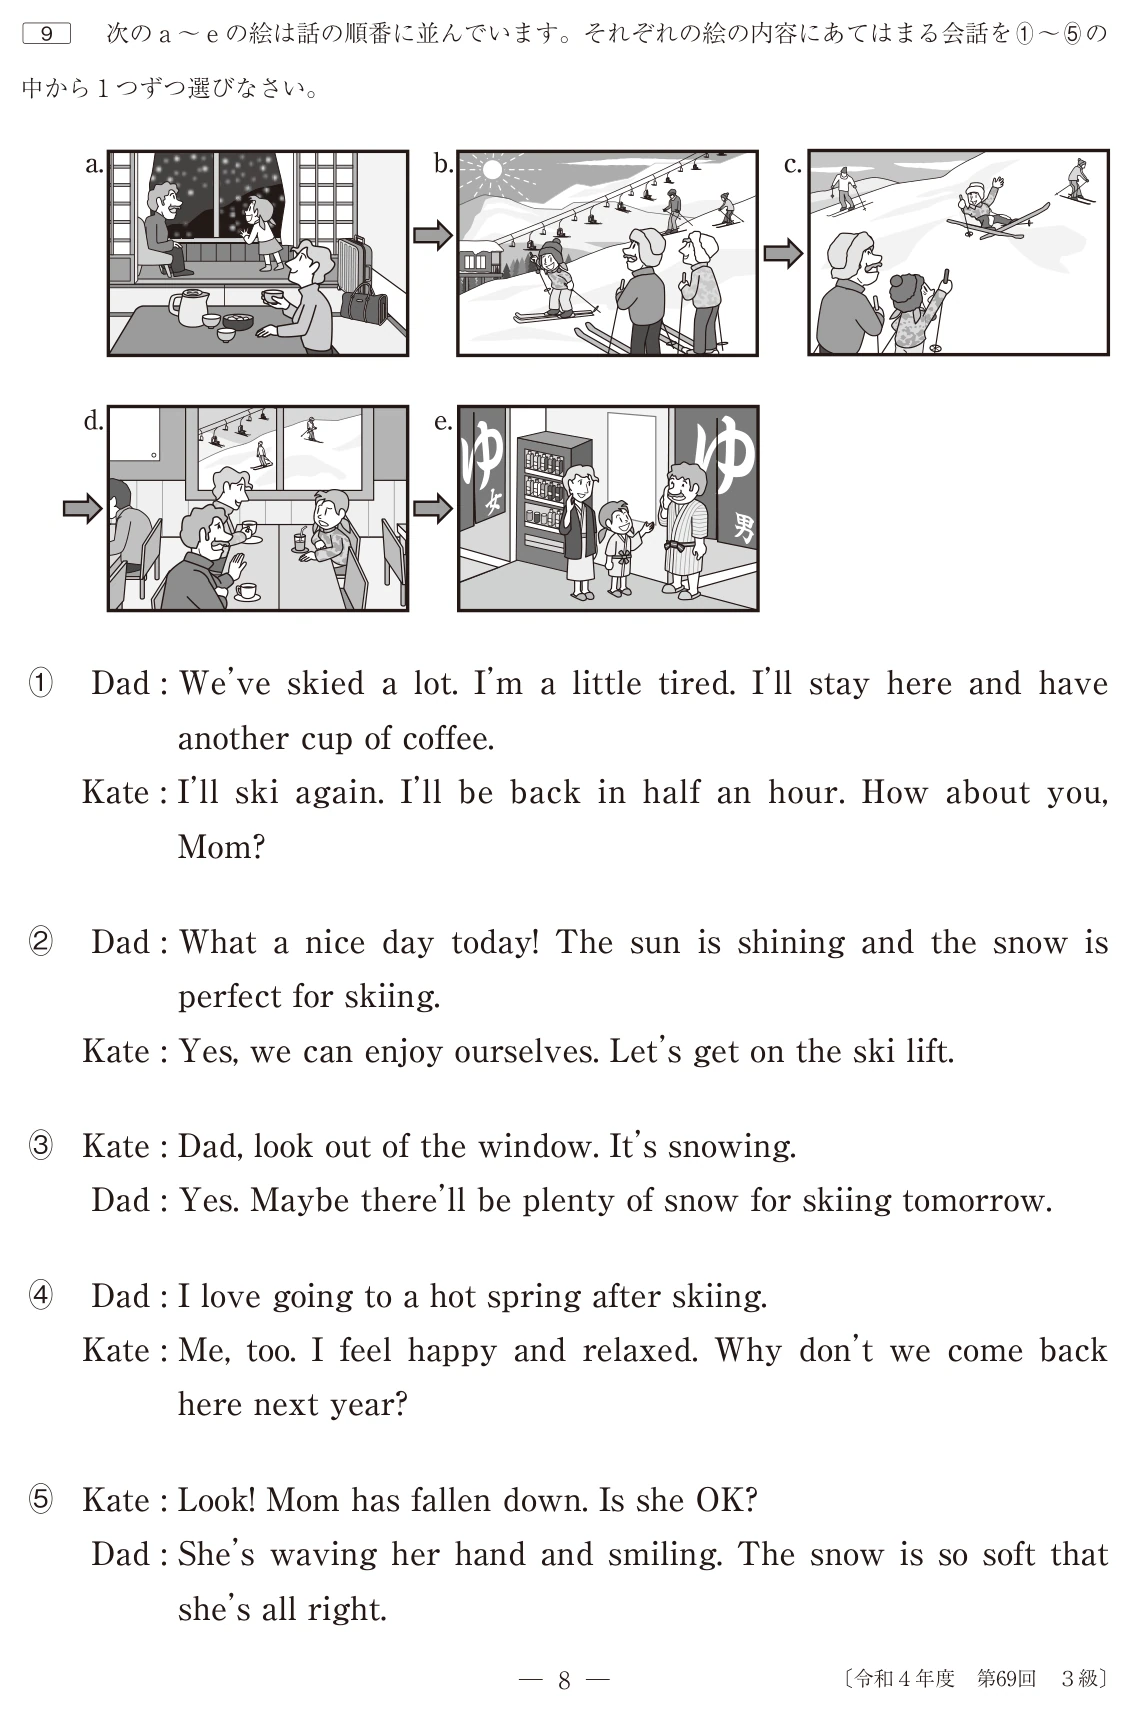 9 次のａ～ｅの絵は話の順番に並んでいます。それぞれの絵の内容にあてはまる会話を①～⑤の
中から１つずつ選びなさい。
a.
b.
c.
d.
e.
ゆ
女
ゆ
男
① Dad : We’ve skied a lot. I’m a little tired. I’ll stay here and have
another cup of coffee.
Kate : I’ll ski again. I’ll be back in half an hour. How about you,
Mom?
② Dad : What a nice day today! The sun is shining and the snow is
perfect for skiing.
Kate : Yes, we can enjoy ourselves. Let’s get on the ski lift.
③ Kate : Dad, look out of the window. It’s snowing.
Dad : Yes. Maybe there’ll be plenty of snow for skiing tomorrow.
④ Dad : I love going to a hot spring after skiing.
Kate : Me, too. I feel happy and relaxed. Why don’t we come back
here next year?
⑤ Kate : Look! Mom has fallen down. Is she OK?
Dad : She’s waving her hand and smiling. The snow is so soft that
she’s all right.
— 8 —
〔令和４年度　第69回　３級〕